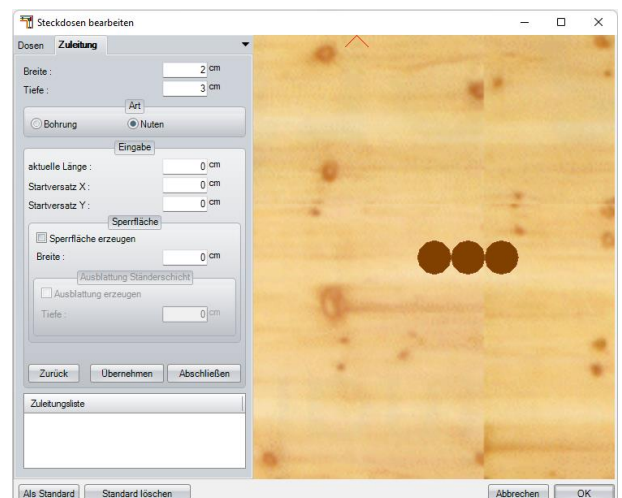 Steckdosen bearbeiten
Dosen Zuleitung
Breite : 2 cm
Tiefe : 3 cm
Art
Bohrung Nuten
Eingabe
aktuelle Länge : 0 cm
Startversatz X : 0 cm
Startversatz Y : 0 cm
Sperrfläche
Sperrfläche erzeugen
Breite : 0 cm
Ausblattung Ständerschicht
Ausblattung erzeugen
Tiefe : 0 cm
Zurück Übernehmen Abschließen
Zuleitungsliste
Als Standard Standard löschen Abbrechen OK